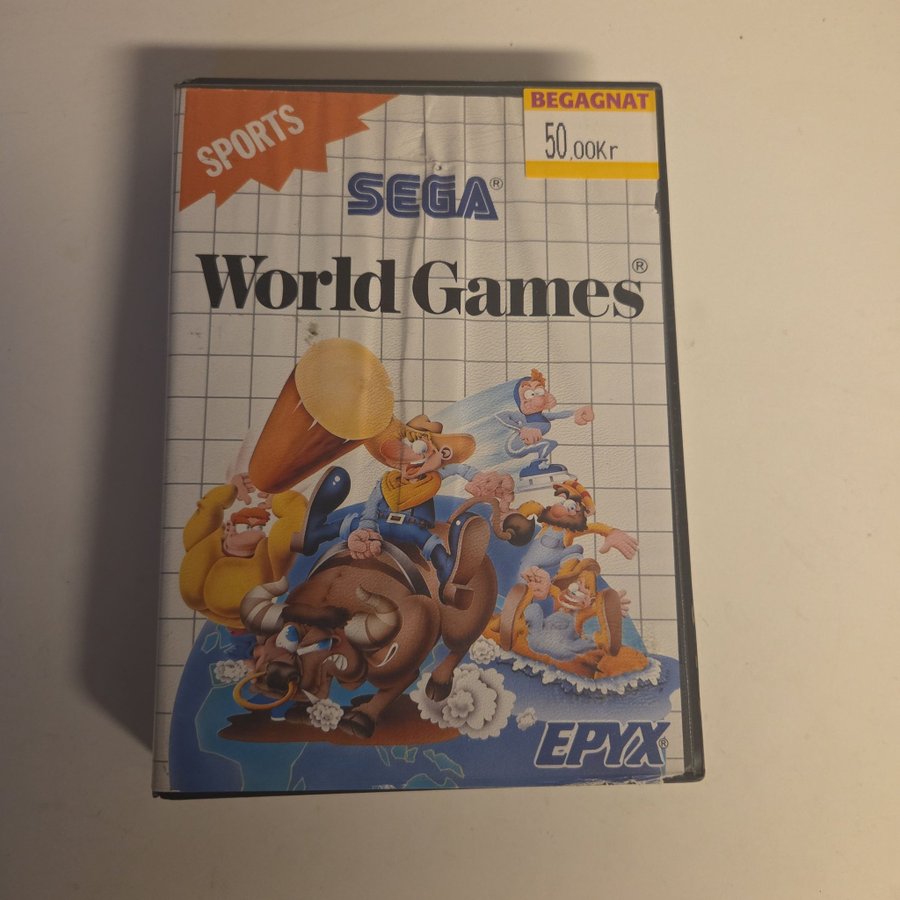 SPORTS
BEGAGNAT
50,00Kr
SEGA®
World Games®
EPYX®